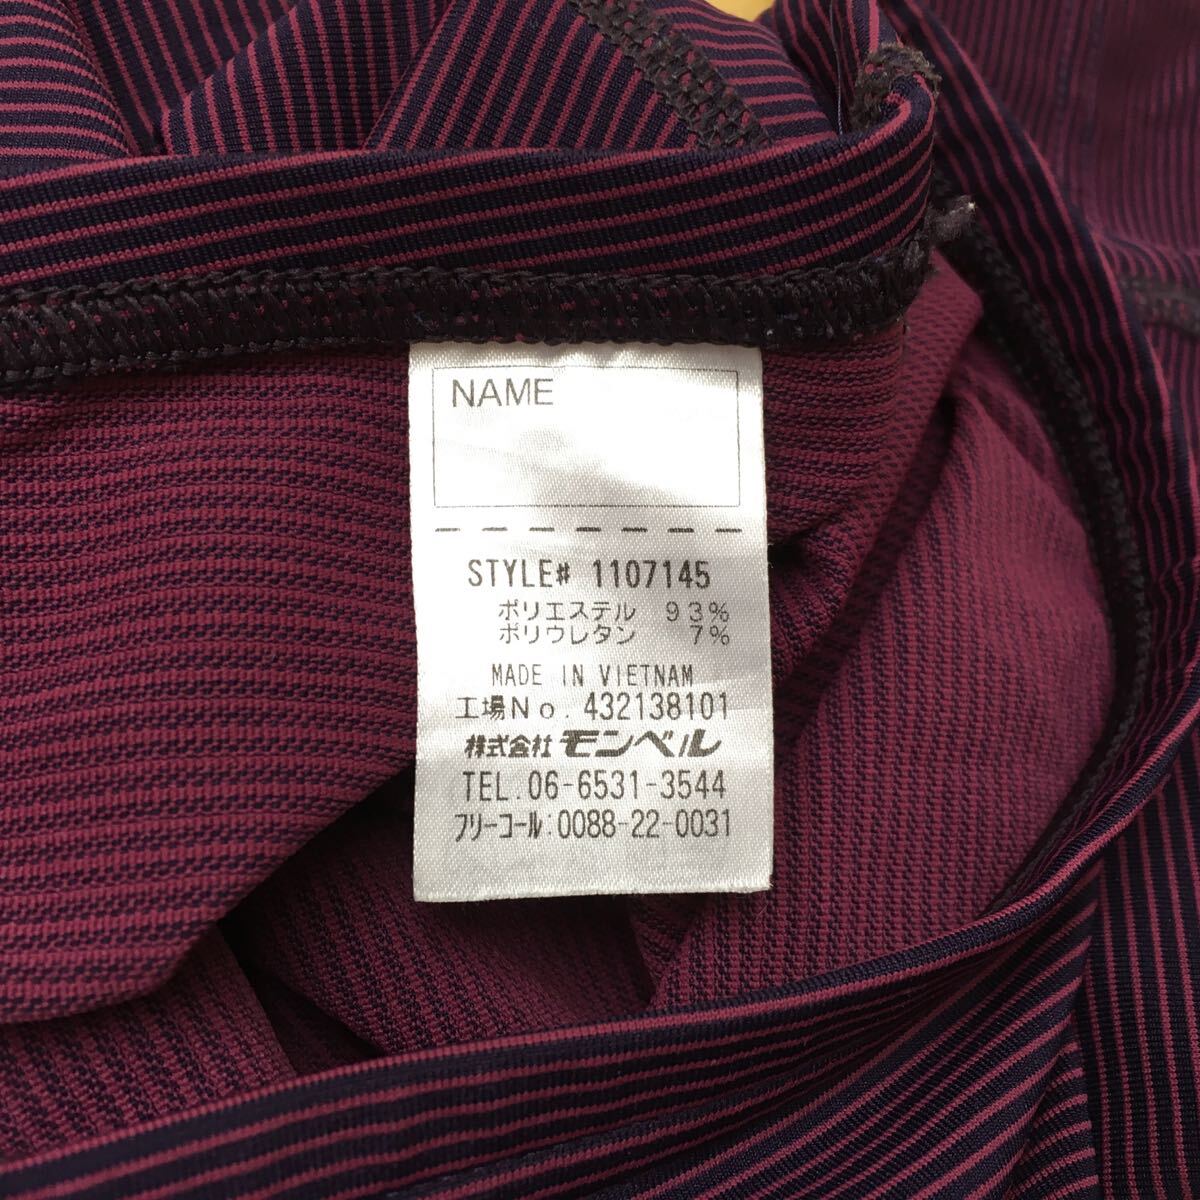 NAME
STYLE# 1107145
ポリエステル 93%
ポリウレタン 7%
MADE IN VIETNAM
工場No. 432138101
株式会社 モンベル
TEL.06-6531-3544
フリーコール:0088-22-0031